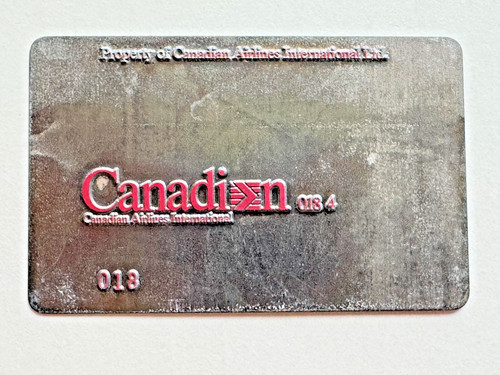 Property of Canadian Airlines International Ltd.
Canadian 018 4
Canadian Airlines International
018